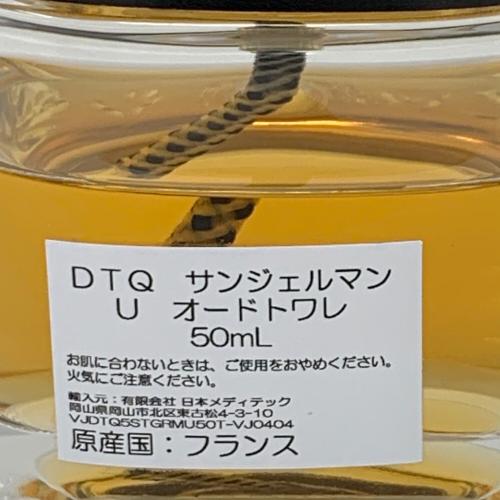 DTQ サンジェルマン
U オードトワレ
50mL
お肌に合わないときは、ご使用をおやめください。
火気にご注意ください。
輸入元：有限会社 日本メディテック
岡山県岡山市北区東古松4-3-10
VJDTQ5STGRMU50T-VJ0404
原産国：フランス